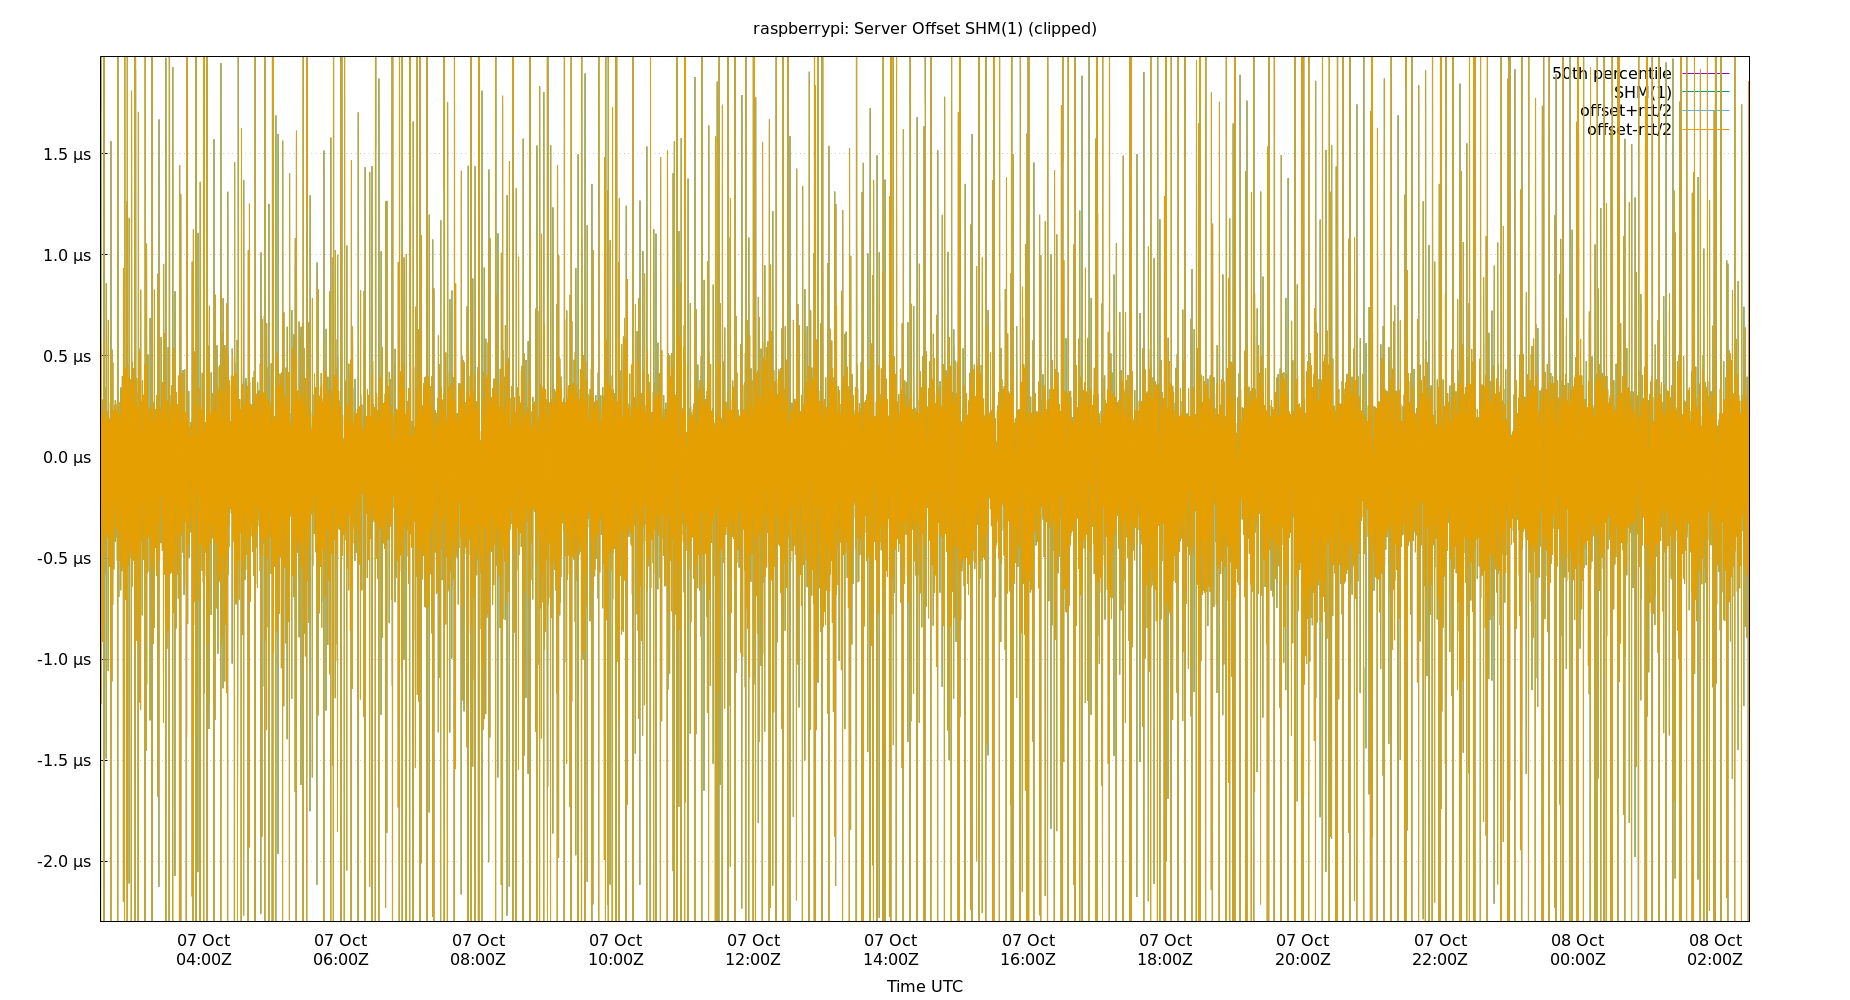 raspberrypi: Server Offset SHM(1) (clipped)
50th percentile
SHM(1)
offset+rtt/2
offset-rtt/2
1.5 µs
1.0 µs
0.5 µs
0.0 µs
-0.5 µs
-1.0 µs
-1.5 µs
-2.0 µs
07 Oct 07 Oct 07 Oct 07 Oct 07 Oct 07 Oct 07 Oct 07 Oct 07 Oct 07 Oct 08 Oct 08 Oct
04:00Z 06:00Z 08:00Z 10:00Z 12:00Z 14:00Z 16:00Z 18:00Z 20:00Z 22:00Z 00:00Z 02:00Z
Time UTC